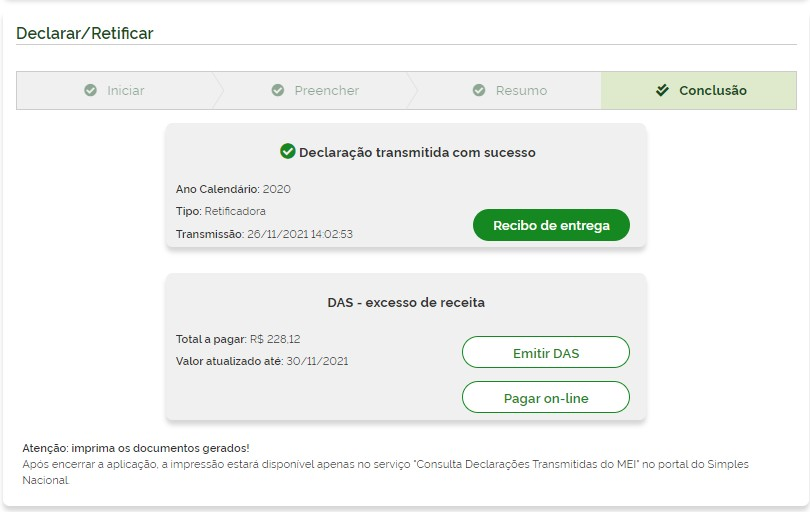 Declarar/Retificar
Iniciar
Preencher
Resumo
Conclusão
Declaração transmitida com sucesso
Ano Calendário: 2020
Tipo: Retificadora
Transmissão: 26/11/2021 14:02:53
Recibo de entrega
DAS - excesso de receita
Total a pagar: R$ 228,12
Valor atualizado até: 30/11/2021
Emitir DAS
Pagar on-line
Atenção: imprima os documentos gerados!
Após encerrar a aplicação, a impressão estará disponível apenas no serviço "Consulta Declarações Transmitidas do MEI" no portal do Simples
Nacional.